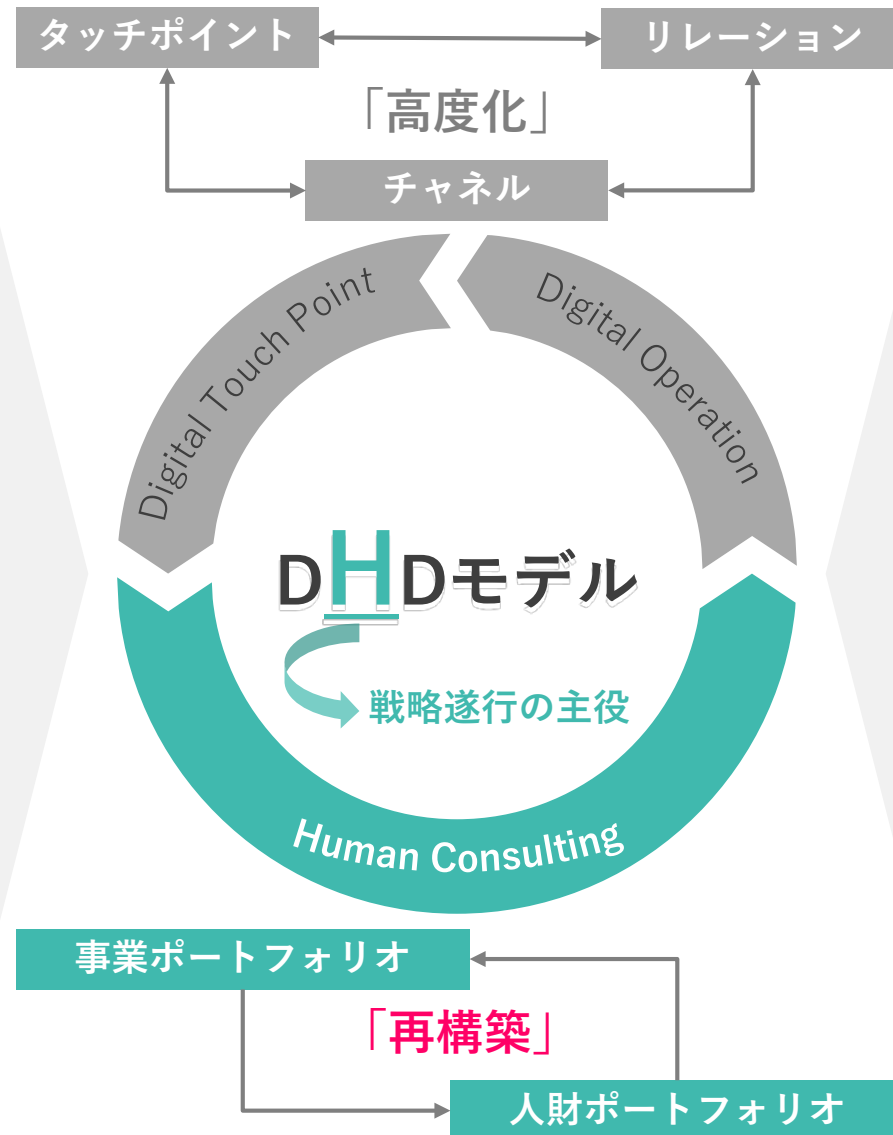 タッチポイント
リレーション
「高度化」
チャネル
Digital Touch Point
Digital Operation
DHDモデル
戦略遂行の主役
Human Consulting
事業ポートフォリオ
「再構築」
人財ポートフォリオ